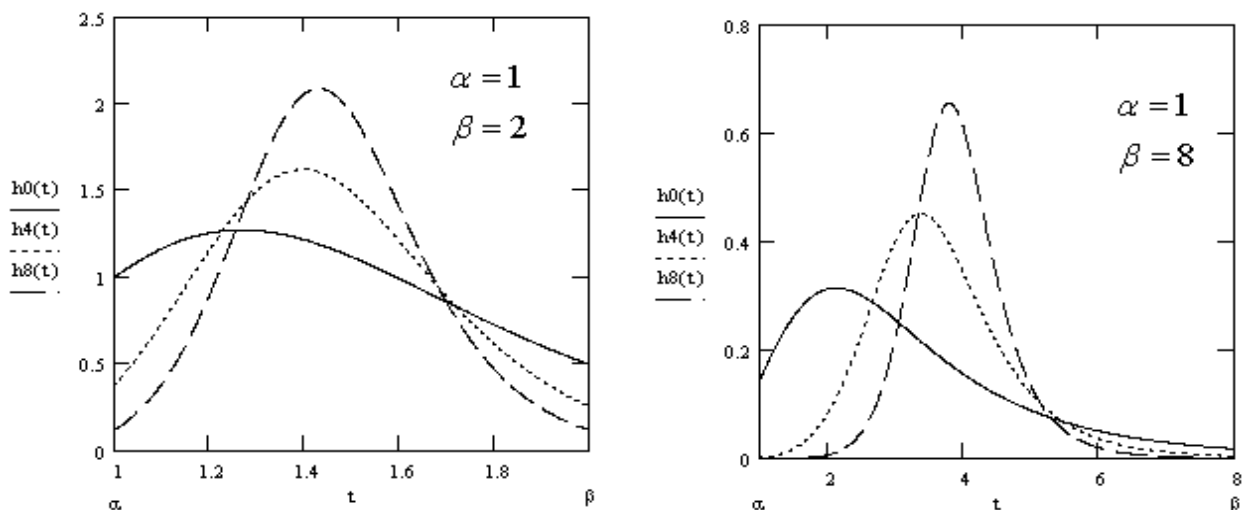 2.5
2
1.5
1
0.5
0
h0(t)
h4(t)
h8(t)
α = 1
β = 2
1
1.2
1.4
1.6
1.8
α
t
β
0.8
0.6
0.4
0.2
0
h0(t)
h4(t)
h8(t)
α = 1
β = 8
2
4
6
8
α
t
β